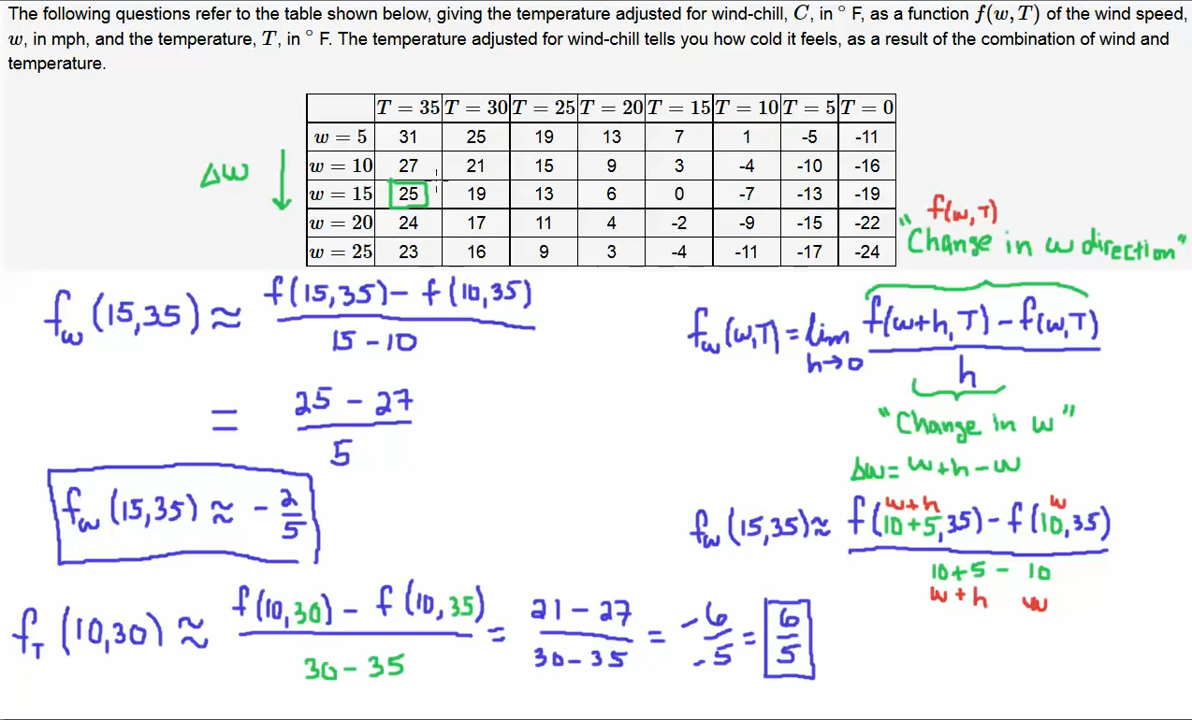 The following questions refer to the table shown below, giving the temperature adjusted for wind-chill, C, in ° F, as a function f(w, T) of the wind speed,
w, in mph, and the temperature, T, in ° F. The temperature adjusted for wind-chill tells you how cold it feels, as a result of the combination of wind and
temperature.
T = 35 T = 30 T = 25 T = 20 T = 15 T = 10 T = 5 T = 0
w = 5 31 25 19 13 7 1 -5 -11
w = 10 27 21 15 9 3 -4 -10 -16
w = 15 25 19 13 6 0 -7 -13 -19
w = 20 24 17 11 4 -2 -9 -15 -22
w = 25 23 16 9 3 -4 -11 -17 -24
Δw
f(w,T)
"Change in w direction"
f_w (15,35) ≈ f(15,35) - f(10,35)
15 - 10
= 25 - 27
5
f_w (15,35) ≈ - 2/5
f_w (w,T) = lim f(w+h,T) - f(w,T)
h→0 h
"Change in w"
Δw = w+h - w
w+h w
f_w (15,35) ≈ f(10+5,35) - f(10,35)
10+5 - 10
w+h w
f_T (10,30) ≈ f(10,30) - f(10,35) = 21 - 27 = -6 = 6
30 - 35 30 - 35 -5 5